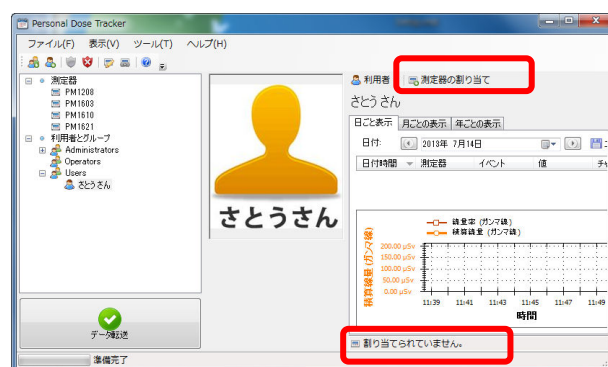 Personal Dose Tracker
ファイル(F) 表示(V) ツール(T) ヘルプ(H)
測定器
PM1208
PM1603
PM1610
PM1621
利用者とグループ
Administrators
Operators
Users
さとうさん
さとうさん
データ転送
準備完了
利用者 測定器の割り当て
さとうさん
日ごと表示 月ごとの表示 年ごとの表示
日付: 2013年 7月14日
日付時間 測定器 イベント 値
線量率 (ガンマ線)
積算線量 (ガンマ線)
積算線量 (ガンマ線)
200.00 μSv
150.00 μSv
100.00 μSv
50.00 μSv
0.00 μSv
11:39 11:41 11:43 11:45 11:47 11:49
時間
割り当てられていません。